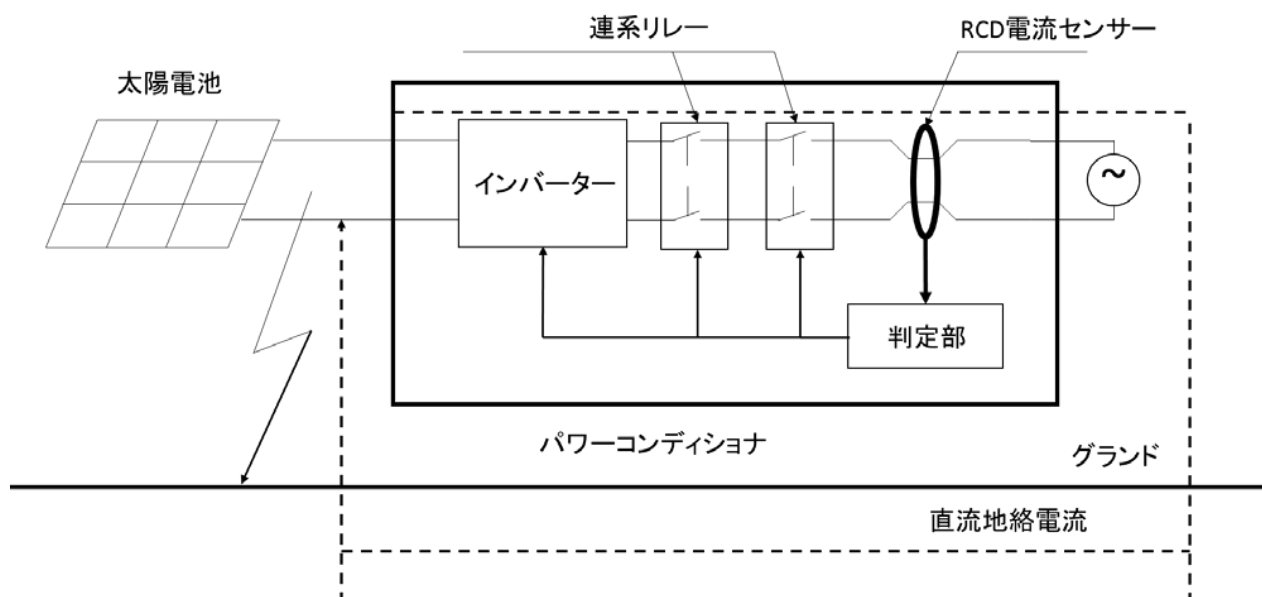 連系リレー
RCD電流センサー
太陽電池
インバーター
~
判定部
パワーコンディショナ
グランド
直流地絡電流